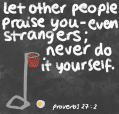 let other people
praise you-even
strangers;
never do
it yourself.
proverbs 27:2